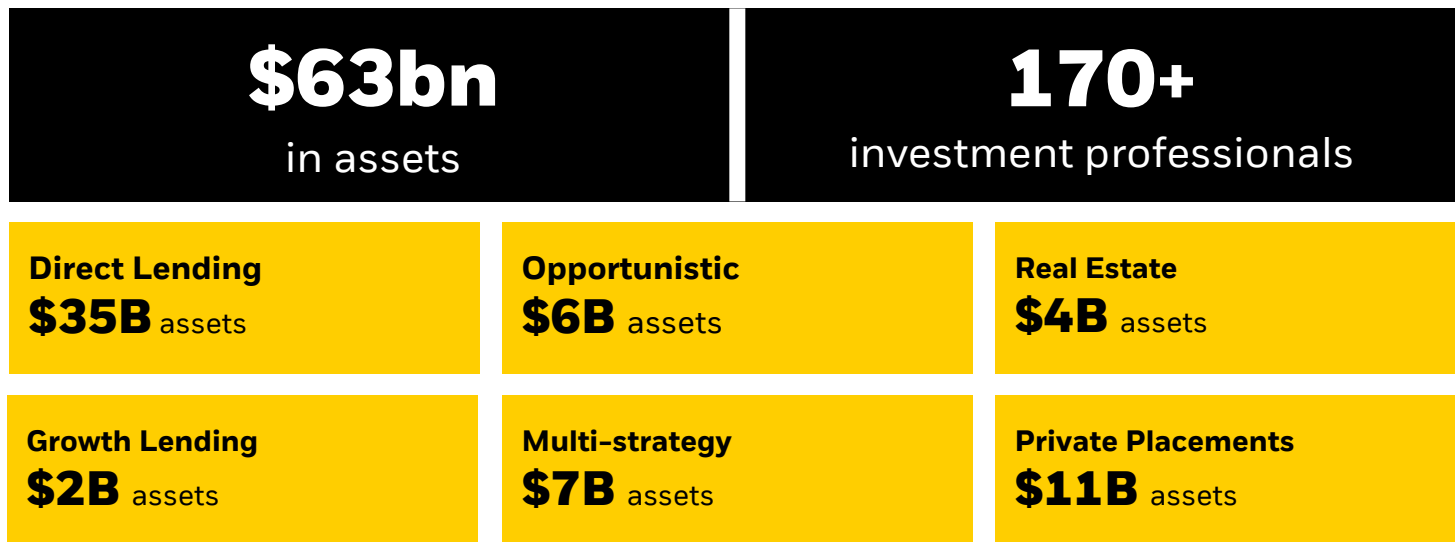 $63bn
in assets
170+
investment professionals
Direct Lending
$35B assets
Opportunistic
$6B assets
Real Estate
$4B assets
Growth Lending
$2B assets
Multi-strategy
$7B assets
Private Placements
$11B assets